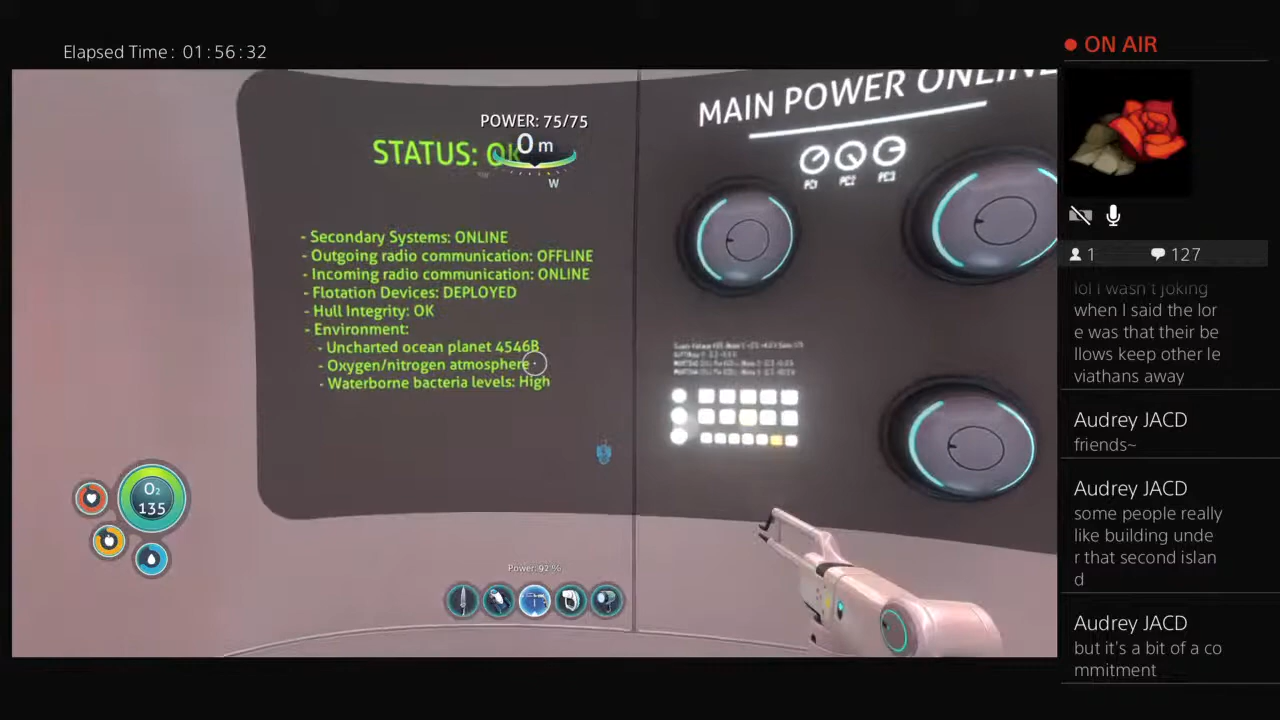 Elapsed Time: 01:56:32
ON AIR
POWER: 75/75
0 m
W
STATUS: OK
- Secondary Systems: ONLINE
- Outgoing radio communication: OFFLINE
- Incoming radio communication: ONLINE
- Flotation Devices: DEPLOYED
- Hull Integrity: OK
- Environment:
- Uncharted ocean planet 4546B
- Oxygen/nitrogen atmosphere
- Waterborne bacteria levels: High
MAIN POWER ONLINE
PC1 PC2 PC3
O₂
135
Power: 92%
1 127
lol I wasn't joking
when I said the lor
e was that their be
llows keep other le
viathans away
Audrey JACD
friends~
Audrey JACD
some people really
like building unde
r that second islan
d
Audrey JACD
but it's a bit of a co
mmitment